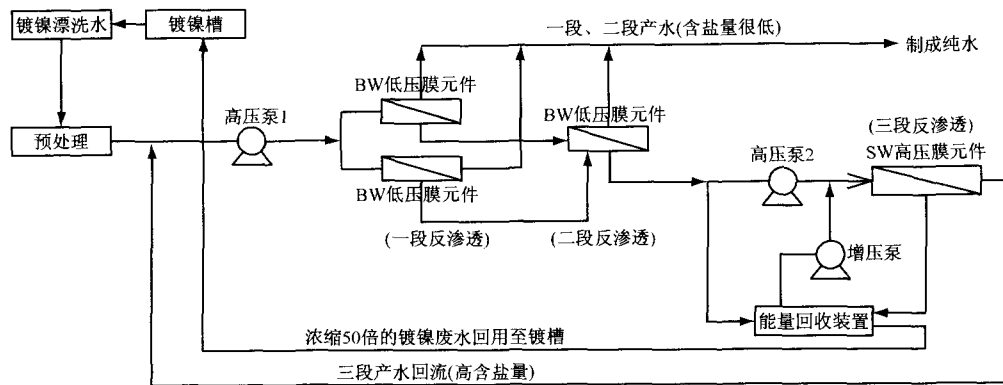 镀镍漂洗水
镀镍槽
一段、二段产水(含盐量很低)
制成纯水
BW低压膜元件
高压泵1
BW低压膜元件
预处理
(三段反渗透)
高压泵2
SW高压膜元件
BW低压膜元件
(一段反渗透)
(二段反渗透)
增压泵
能量回收装置
浓缩50倍的镀镍废水回用至镀槽
三段产水回流(高含盐量)